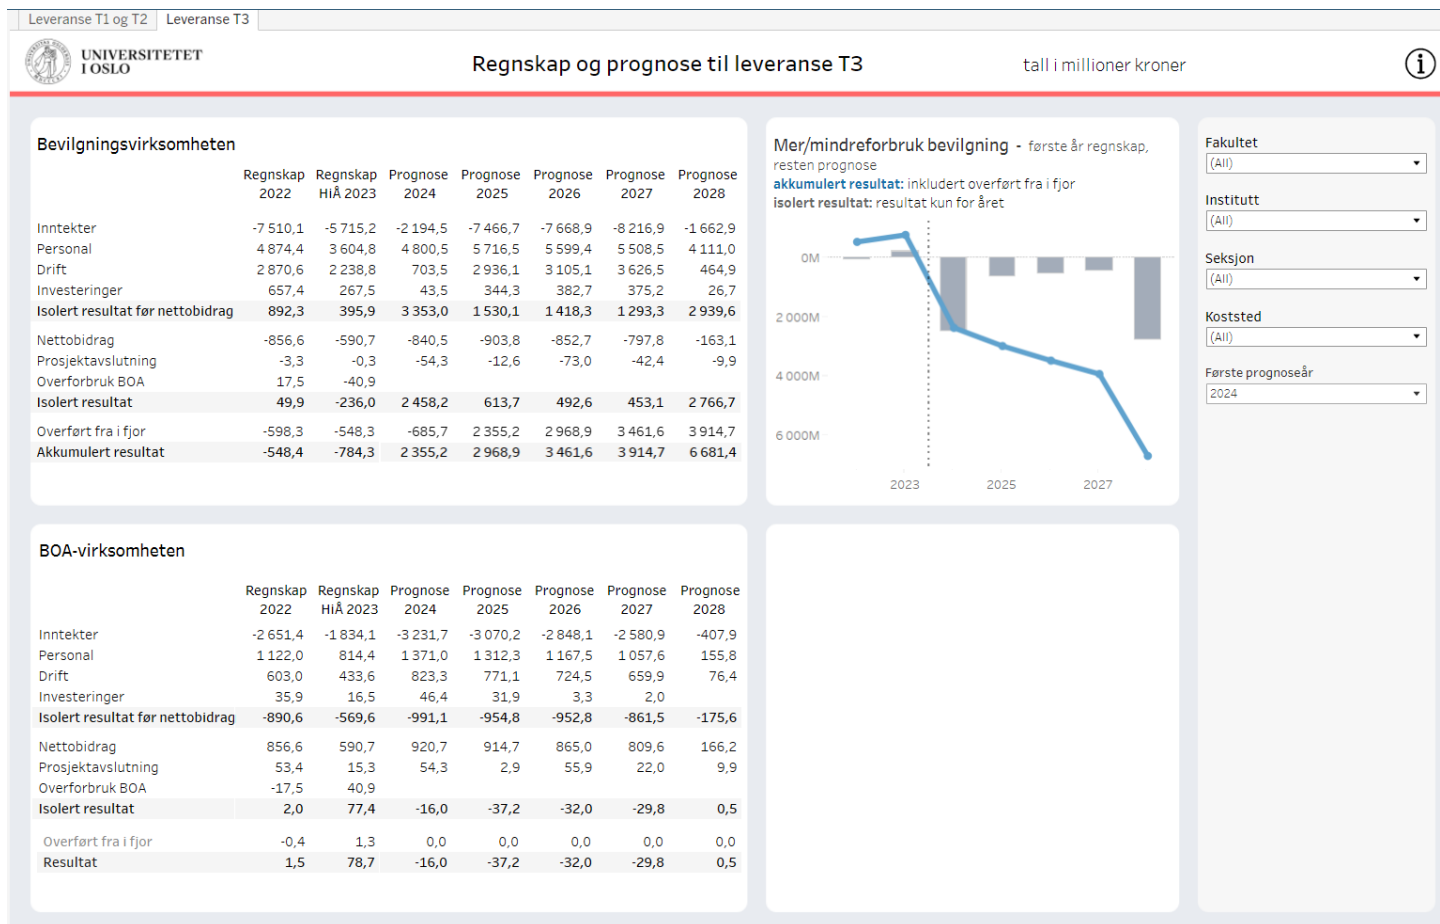 Leveranse T1 og T2 Leveranse T3
UNIVERSITETET
I OSLO
Regnskap og prognose til leveranse T3
tall i millioner kroner
Bevilgningsvirksomheten
Regnskap Regnskap Prognose Prognose Prognose Prognose Prognose
2022 HiÅ 2023 2024 2025 2026 2027 2028
Inntekter -7 510,1 -5 715,2 -2 194,5 -7 466,7 -7 668,9 -8 216,9 -1 662,9
Personal 4 874,4 3 604,8 4 800,5 5 716,5 5 599,4 5 508,5 4 111,0
Drift 2 870,6 2 238,8 703,5 2 936,1 3 105,1 3 626,5 464,9
Investeringer 657,4 267,5 43,5 344,3 382,7 375,2 26,7
Isolert resultat før nettobidrag 892,3 395,9 3 353,0 1 530,1 1 418,3 1 293,3 2 939,6
Nettobidrag -856,6 -590,7 -840,5 -903,8 -852,7 -797,8 -163,1
Prosjektavslutning -3,3 -0,3 -54,3 -12,6 -73,0 -42,4 -9,9
Overforbruk BOA 17,5 -40,9
Isolert resultat 49,9 -236,0 2 458,2 613,7 492,6 453,1 2 766,7
Overført fra i fjor -598,3 -548,3 -685,7 2 355,2 2 968,9 3 461,6 3 914,7
Akkumulert resultat -548,4 -784,3 2 355,2 2 968,9 3 461,6 3 914,7 6 681,4
Mer/mindreforbruk bevilgning - første år regnskap,
resten prognose
akkumulert resultat: inkludert overført fra i fjor
isolert resultat: resultat kun for året
0M
2 000M
4 000M
6 000M
2023 2025 2027
Fakultet
(All)
Institutt
(All)
Seksjon
(All)
Koststed
(All)
Første prognoseår
2024
BOA-virksomheten
Regnskap Regnskap Prognose Prognose Prognose Prognose Prognose
2022 HiÅ 2023 2024 2025 2026 2027 2028
Inntekter -2 651,4 -1 834,1 -3 231,7 -3 070,2 -2 848,1 -2 580,9 -407,9
Personal 1 122,0 814,4 1 371,0 1 312,3 1 167,5 1 057,6 155,8
Drift 603,0 433,6 823,3 771,1 724,5 659,9 76,4
Investeringer 35,9 16,5 46,4 31,9 3,3 2,0
Isolert resultat før nettobidrag -890,6 -569,6 -991,1 -954,8 -952,8 -861,5 -175,6
Nettobidrag 856,6 590,7 920,7 914,7 865,0 809,6 166,2
Prosjektavslutning 53,4 15,3 54,3 2,9 55,9 22,0 9,9
Overforbruk BOA -17,5 40,9
Isolert resultat 2,0 77,4 -16,0 -37,2 -32,0 -29,8 0,5
Overført fra i fjor -0,4 1,3 0,0 0,0 0,0 0,0 0,0
Resultat 1,5 78,7 -16,0 -37,2 -32,0 -29,8 0,5